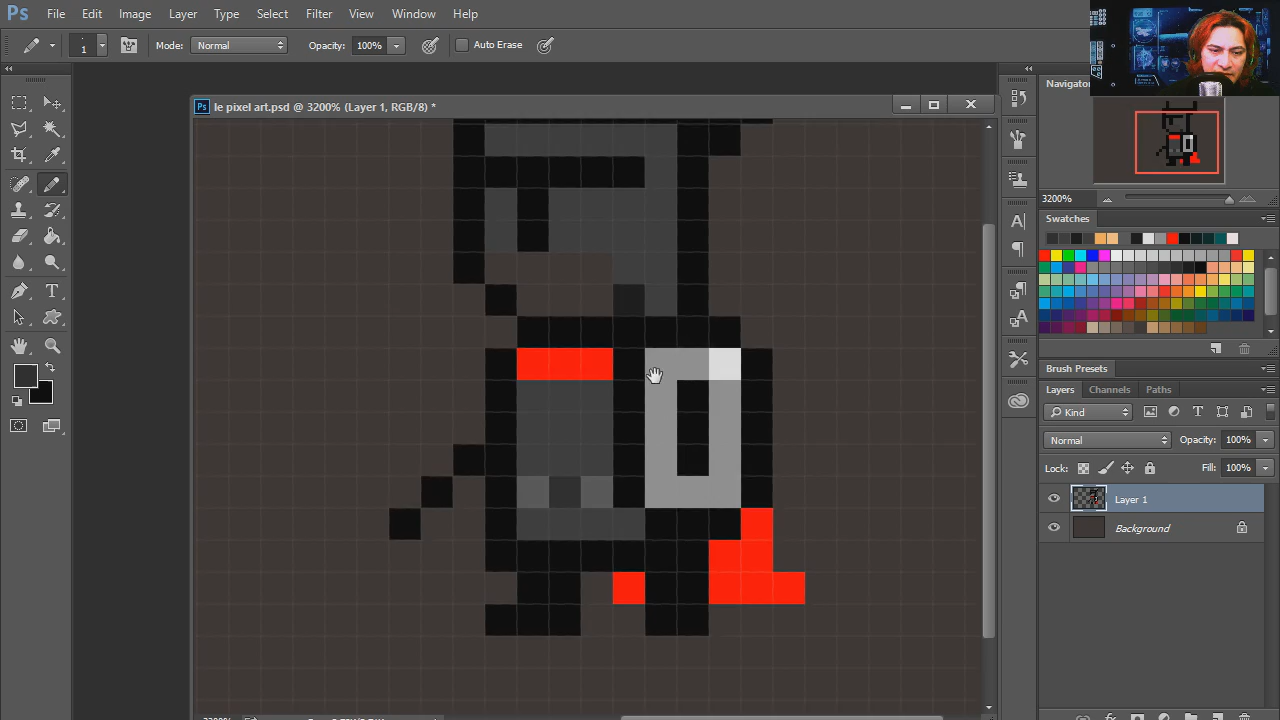 Ps File Edit Image Layer Type Select Filter View Window Help
1 Mode: Normal Opacity: 100% Auto Erase
Ps le pixel art.psd @ 3200% (Layer 1, RGB/8) *
Navigator
3200%
Swatches
Brush Presets
Layers Channels Paths
Kind
Normal Opacity: 100%
Lock: Fill: 100%
Layer 1
Background